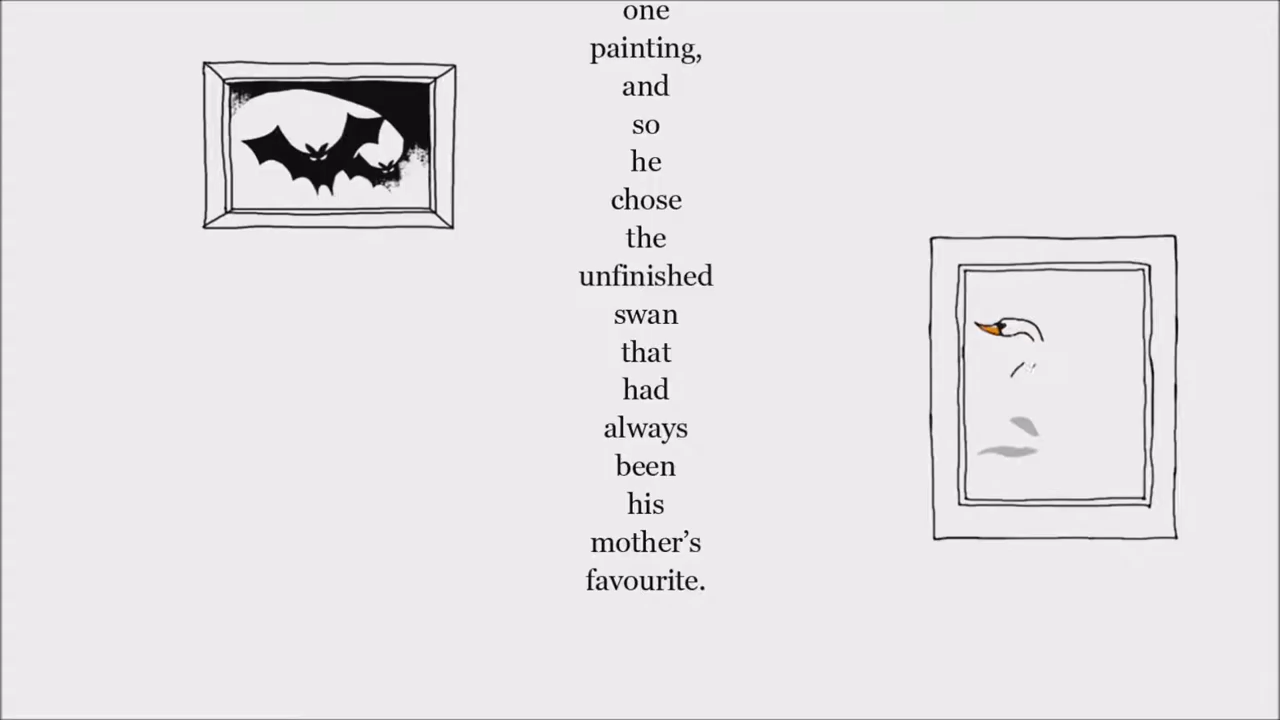 one
painting,
and
so
he
chose
the
unfinished
swan
that
had
always
been
his
mother’s
favourite.